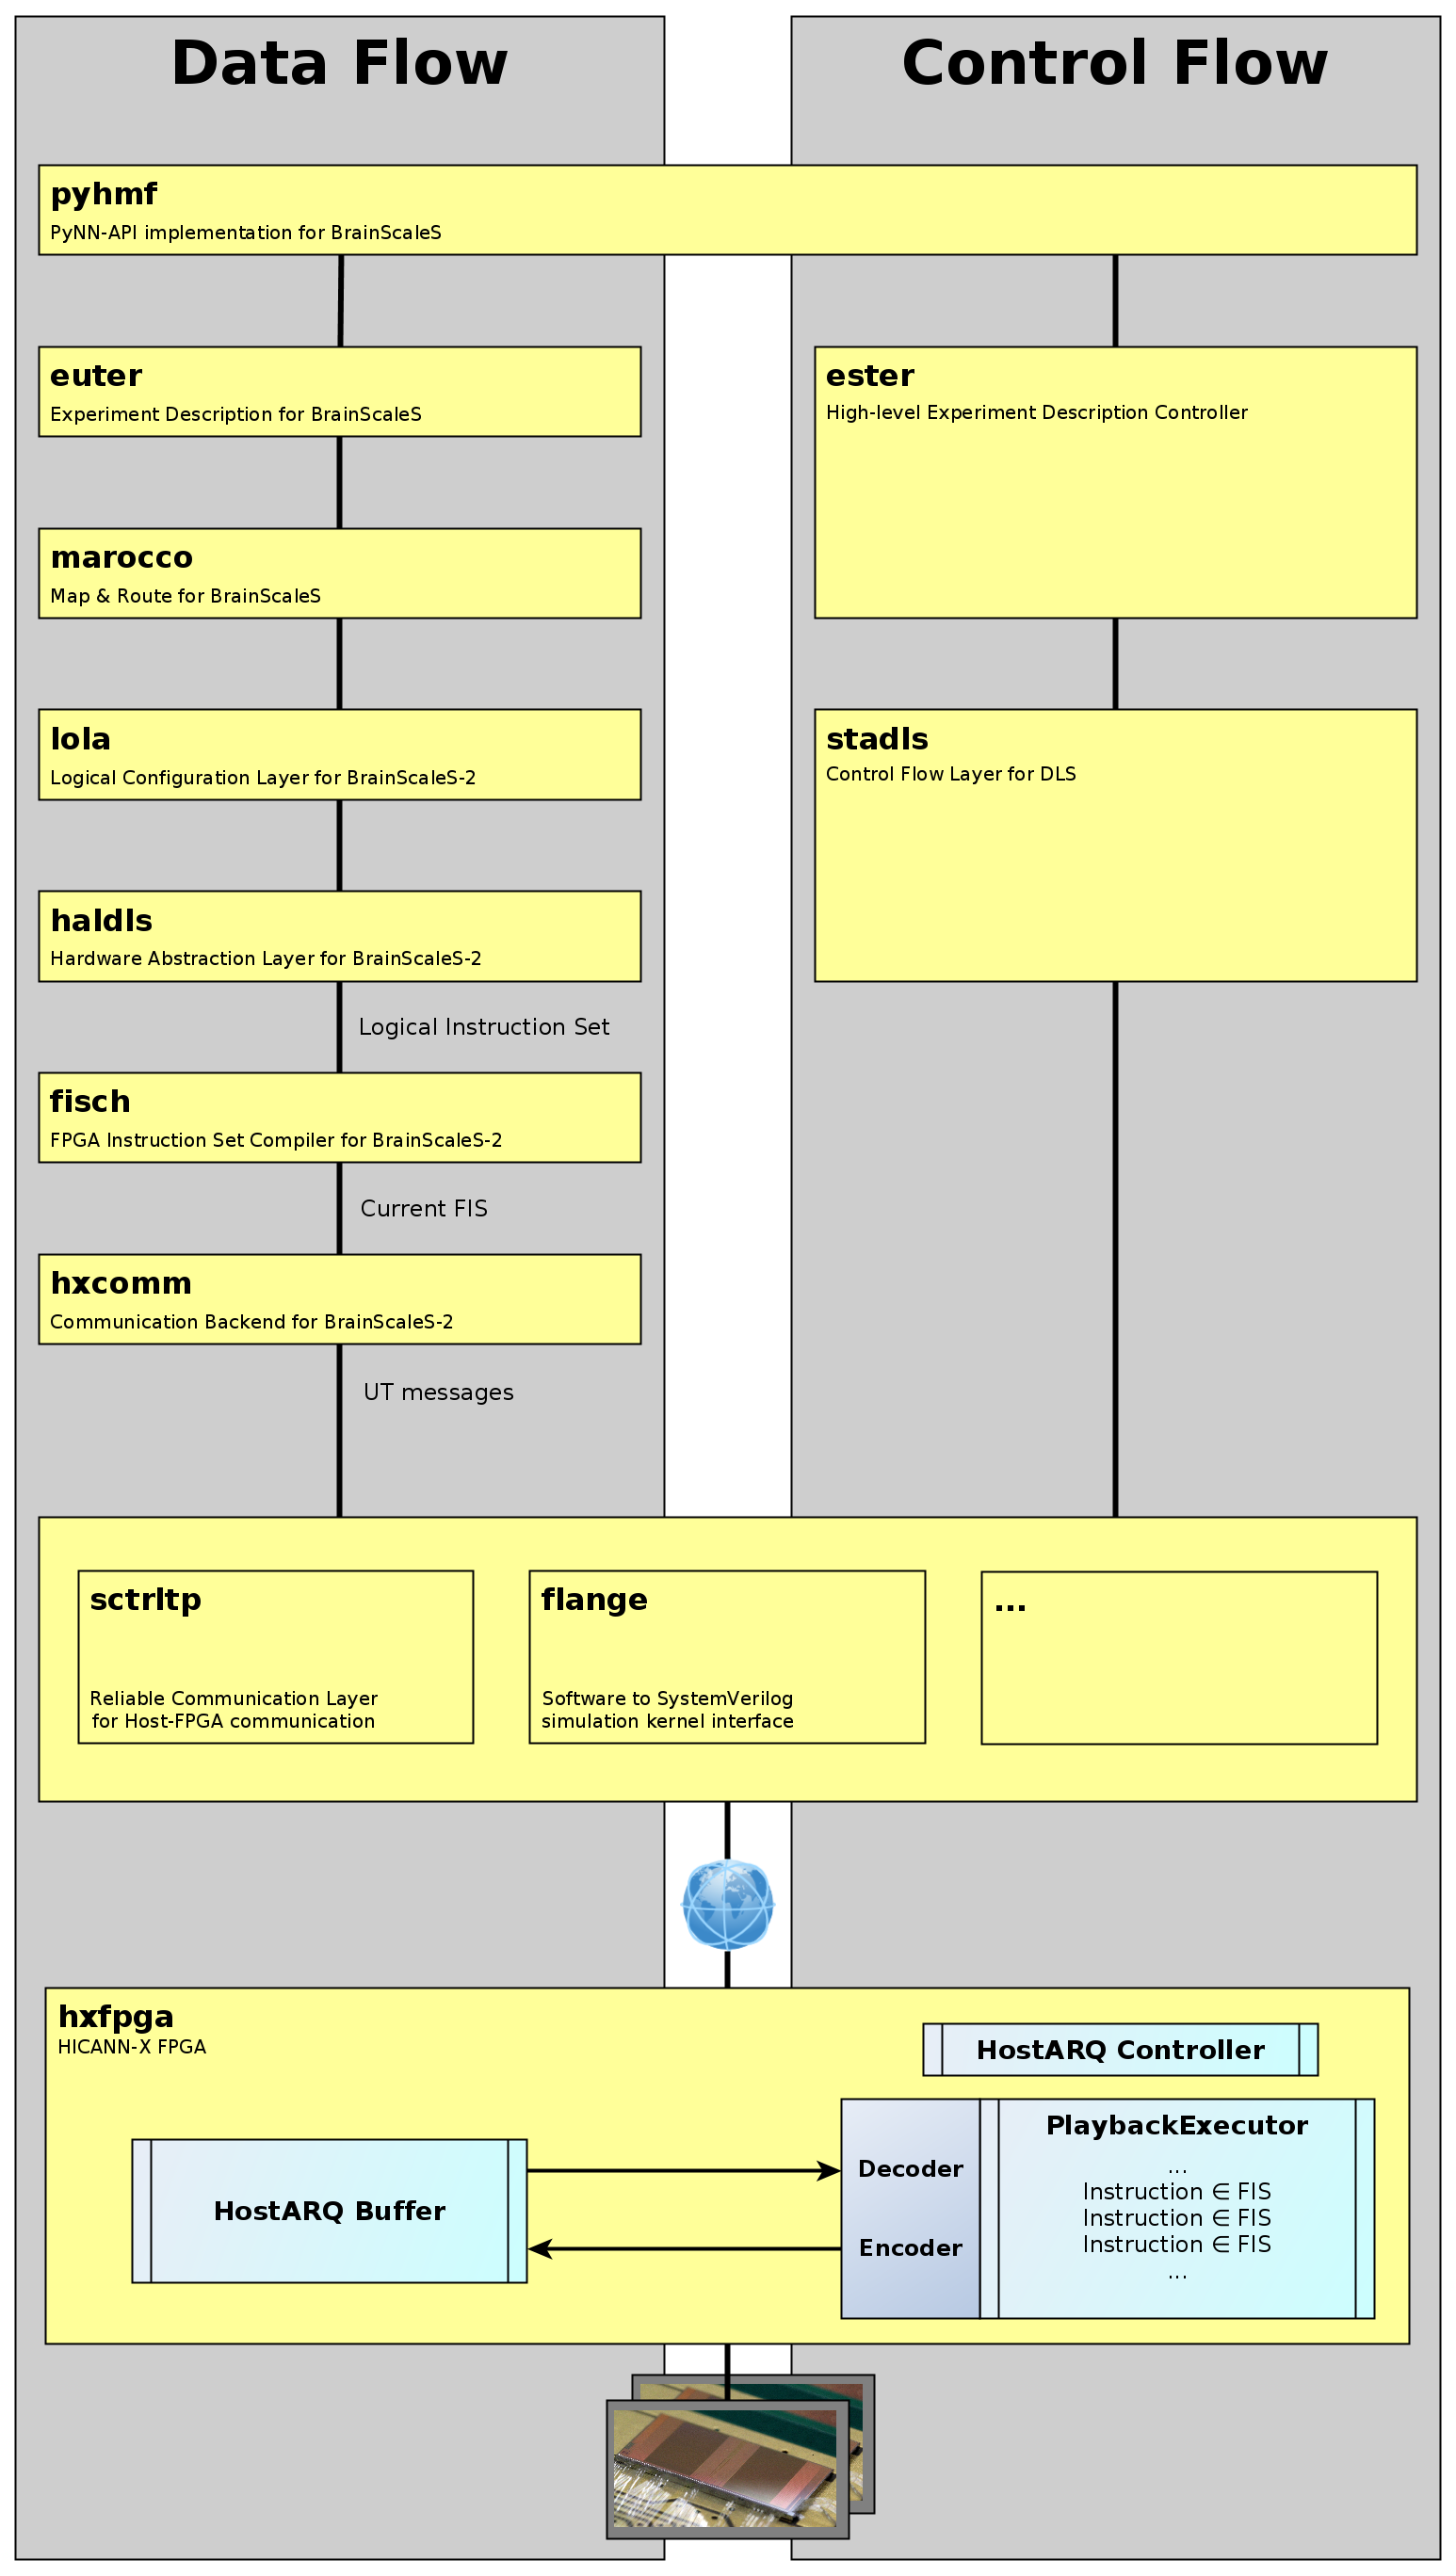 Data Flow
Control Flow
pyhmf
PyNN-API implementation for BrainScaleS
euter
Experiment Description for BrainScaleS
ester
High-level Experiment Description Controller
marocco
Map & Route for BrainScaleS
lola
Logical Configuration Layer for BrainScaleS-2
stadls
Control Flow Layer for DLS
haldls
Hardware Abstraction Layer for BrainScaleS-2
Logical Instruction Set
fisch
FPGA Instruction Set Compiler for BrainScaleS-2
Current FIS
hxcomm
Communication Backend for BrainScaleS-2
UT messages
sctrltp
Reliable Communication Layer
for Host-FPGA communication
flange
Software to SystemVerilog
simulation kernel interface
...
hxfpga
HICANN-X FPGA
HostARQ Controller
HostARQ Buffer
Decoder
Encoder
PlaybackExecutor
...
Instruction ∈ FIS
Instruction ∈ FIS
Instruction ∈ FIS
...